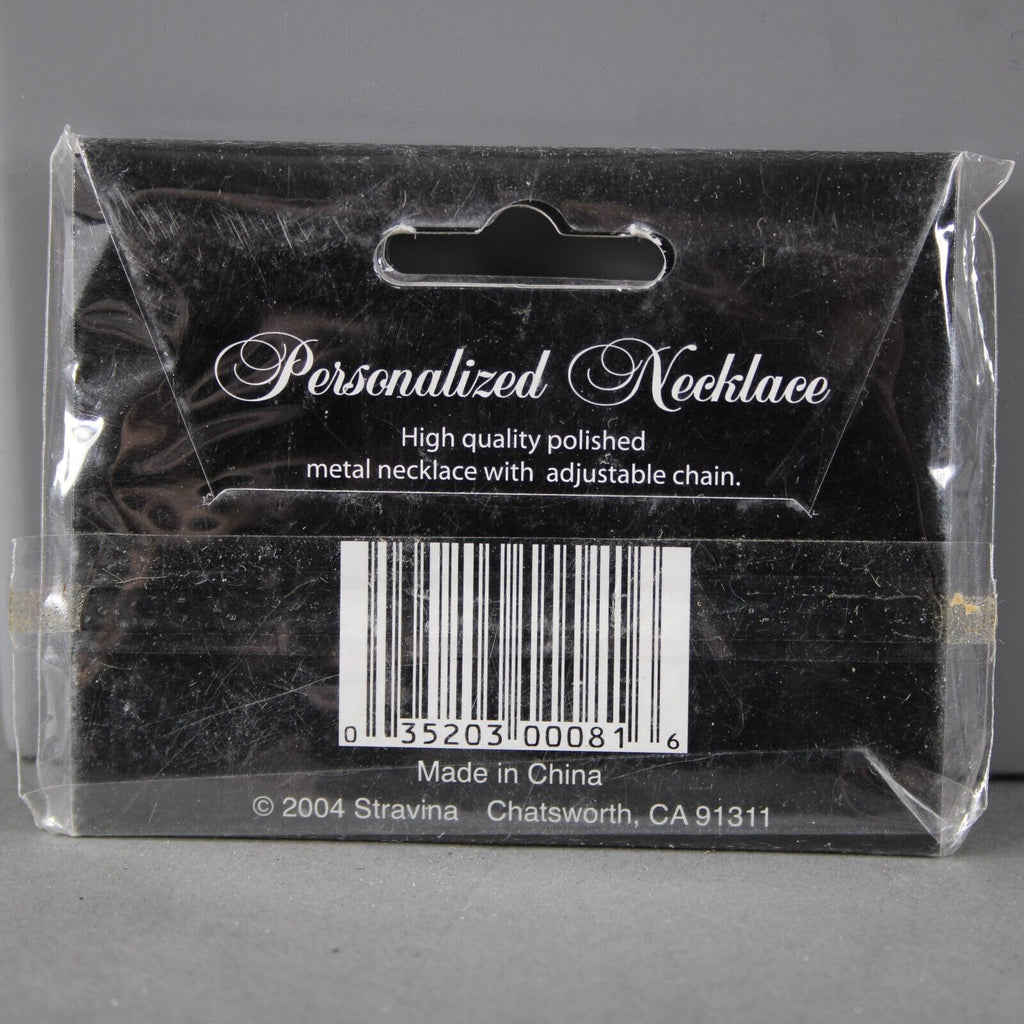 Personalized Necklace
High quality polished
metal necklace with adjustable chain.
0 35203 00081 6
Made in China
© 2004 Stravina Chatsworth, CA 91311